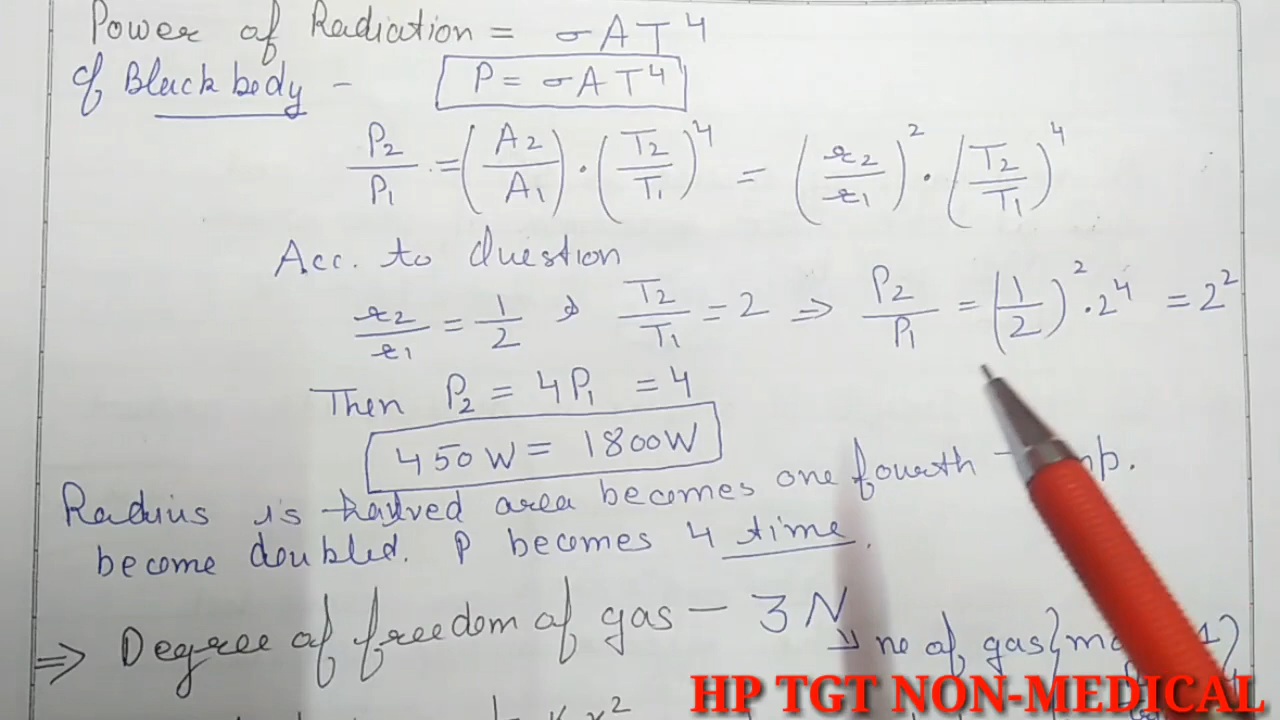 Power of Radiation = σAT⁴
of Black body - P = σAT⁴
P₂/P₁ = (A₂/A₁) · (T₂/T₁)⁴ = (r₂/r₁)² · (T₂/T₁)⁴
Acc. to Question
r₂/r₁ = 1/2 & T₂/T₁ = 2 ⇒ P₂/P₁ = (1/2)² · 2⁴ = 2²
Then P₂ = 4P₁ = 4
450W = 1800W
Radius is halved area becomes one fourth
become doubled. P becomes 4 time.
⇒ Degree of freedom of gas - 3N
no of gas
HP TGT NON-MEDICAL